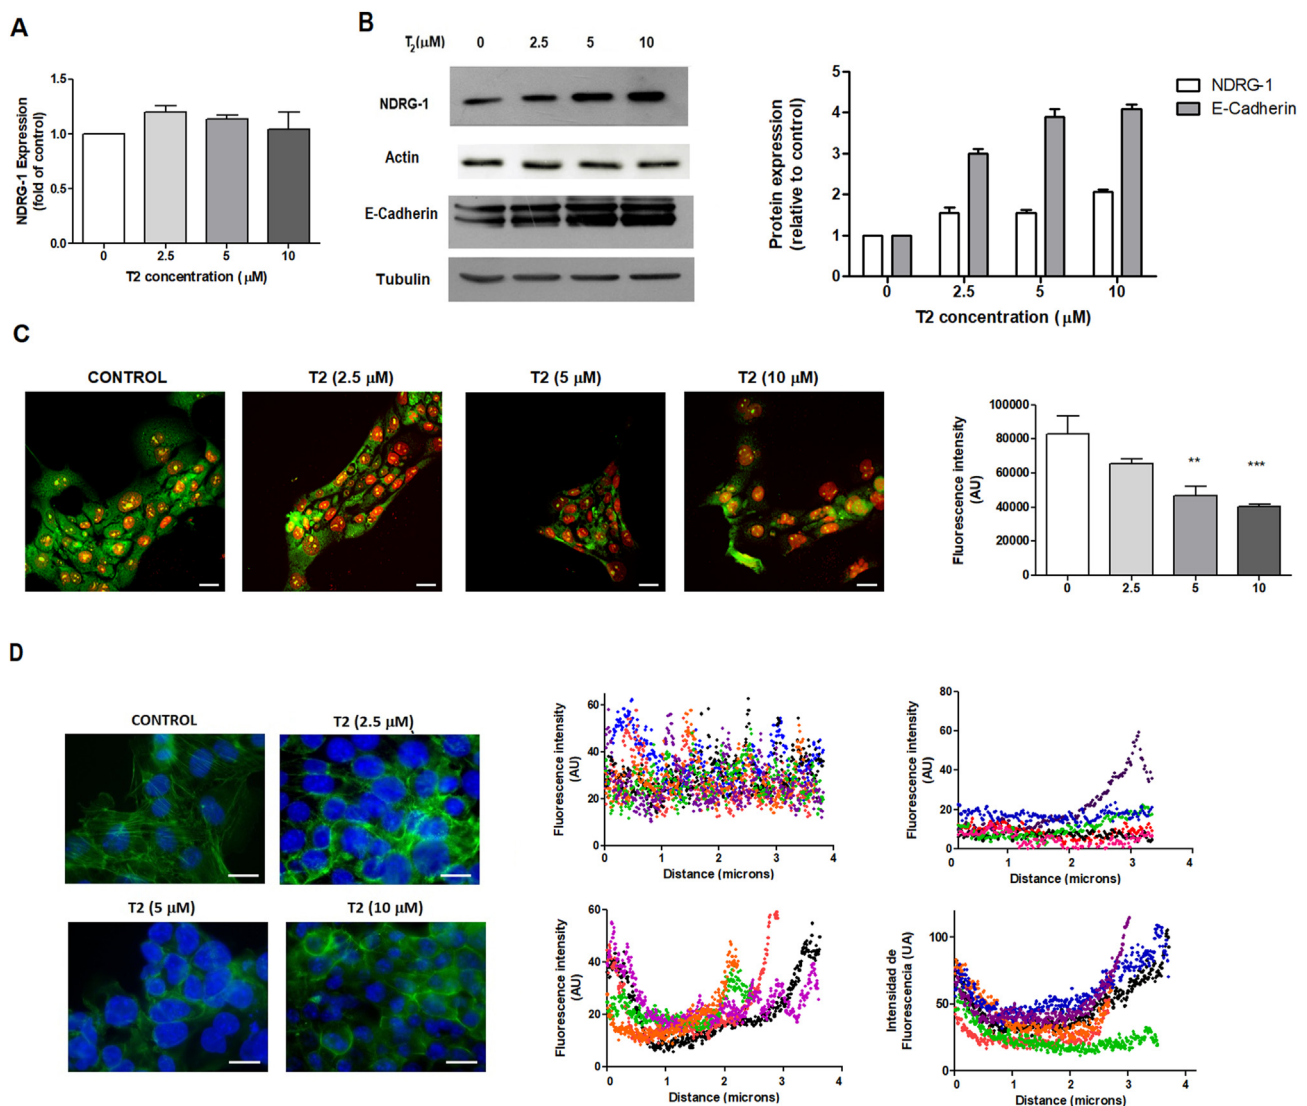 A
NDRG-1 Expression
(fold of control)
1.5
1.0
0.5
0.0
0 2.5 5 10
T2 concentration (μM)
B
T2(μM) 0 2.5 5 10
NDRG-1
Actin
E-Cadherin
Tubulin
Protein expression
(relative to control)
5
4
3
2
1
0
0 2.5 5 10
T2 concentration (μM)
NDRG-1
E-Cadherin
C
CONTROL
T2 (2.5 μM)
T2 (5 μM)
T2 (10 μM)
Fluorescence intensity
(AU)
100000
80000
60000
40000
20000
0
** ***
0 2.5 5 10
D
CONTROL
T2 (2.5 μM)
T2 (5 μM)
T2 (10 μM)
Fluorescence intensity
(AU)
60
40
20
0
0 1 2 3 4
Distance (microns)
Fluorescence intensity
(AU)
80
60
40
20
0
0 1 2 3 4
Distance (microns)
Fluorescence intensity
(AU)
60
40
20
0
0 1 2 3 4
Distance (microns)
Intensidad de
Fluorescencia (UA)
100
50
0
0 1 2 3 4
Distance (microns)